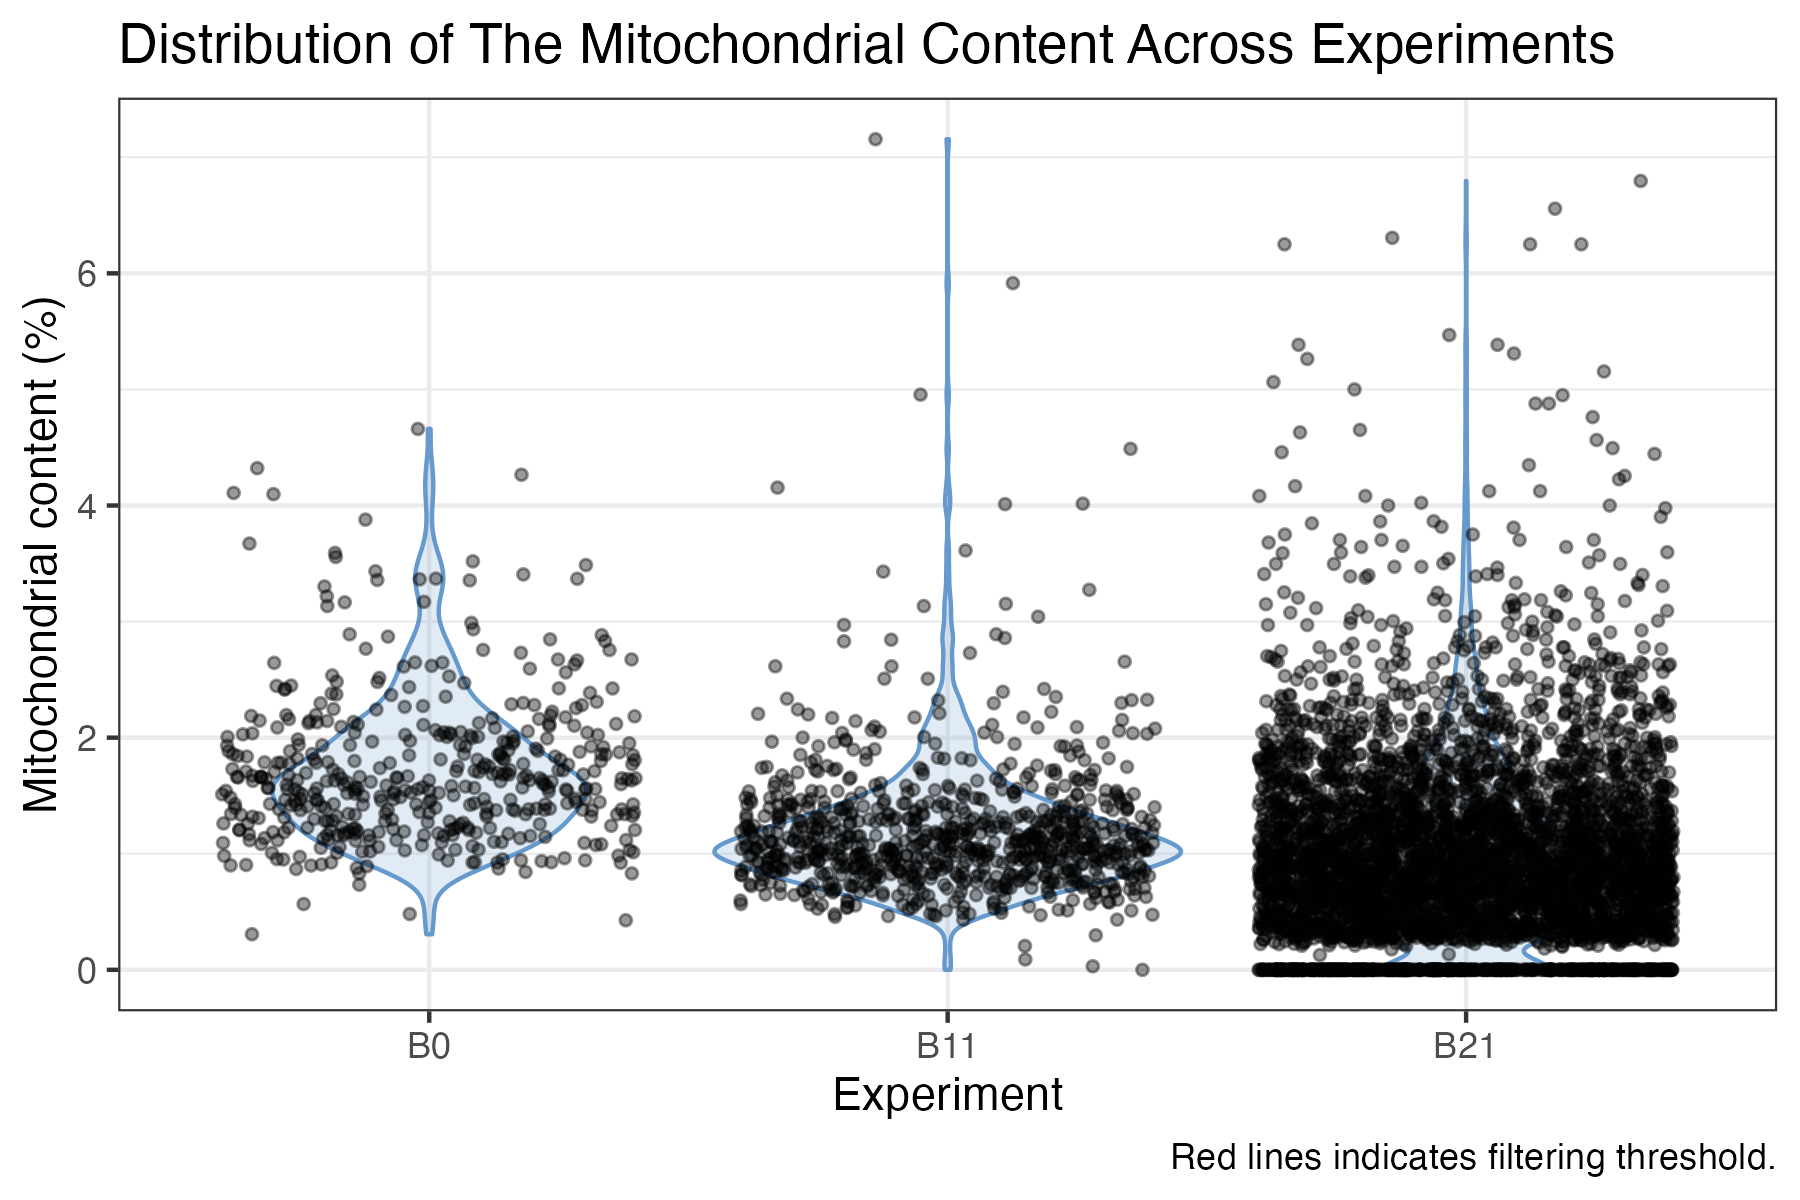 Distribution of The Mitochondrial Content Across Experiments
Mitochondrial content (%)
6
4
2
0
B0 B11 B21
Experiment
Red lines indicates filtering threshold.